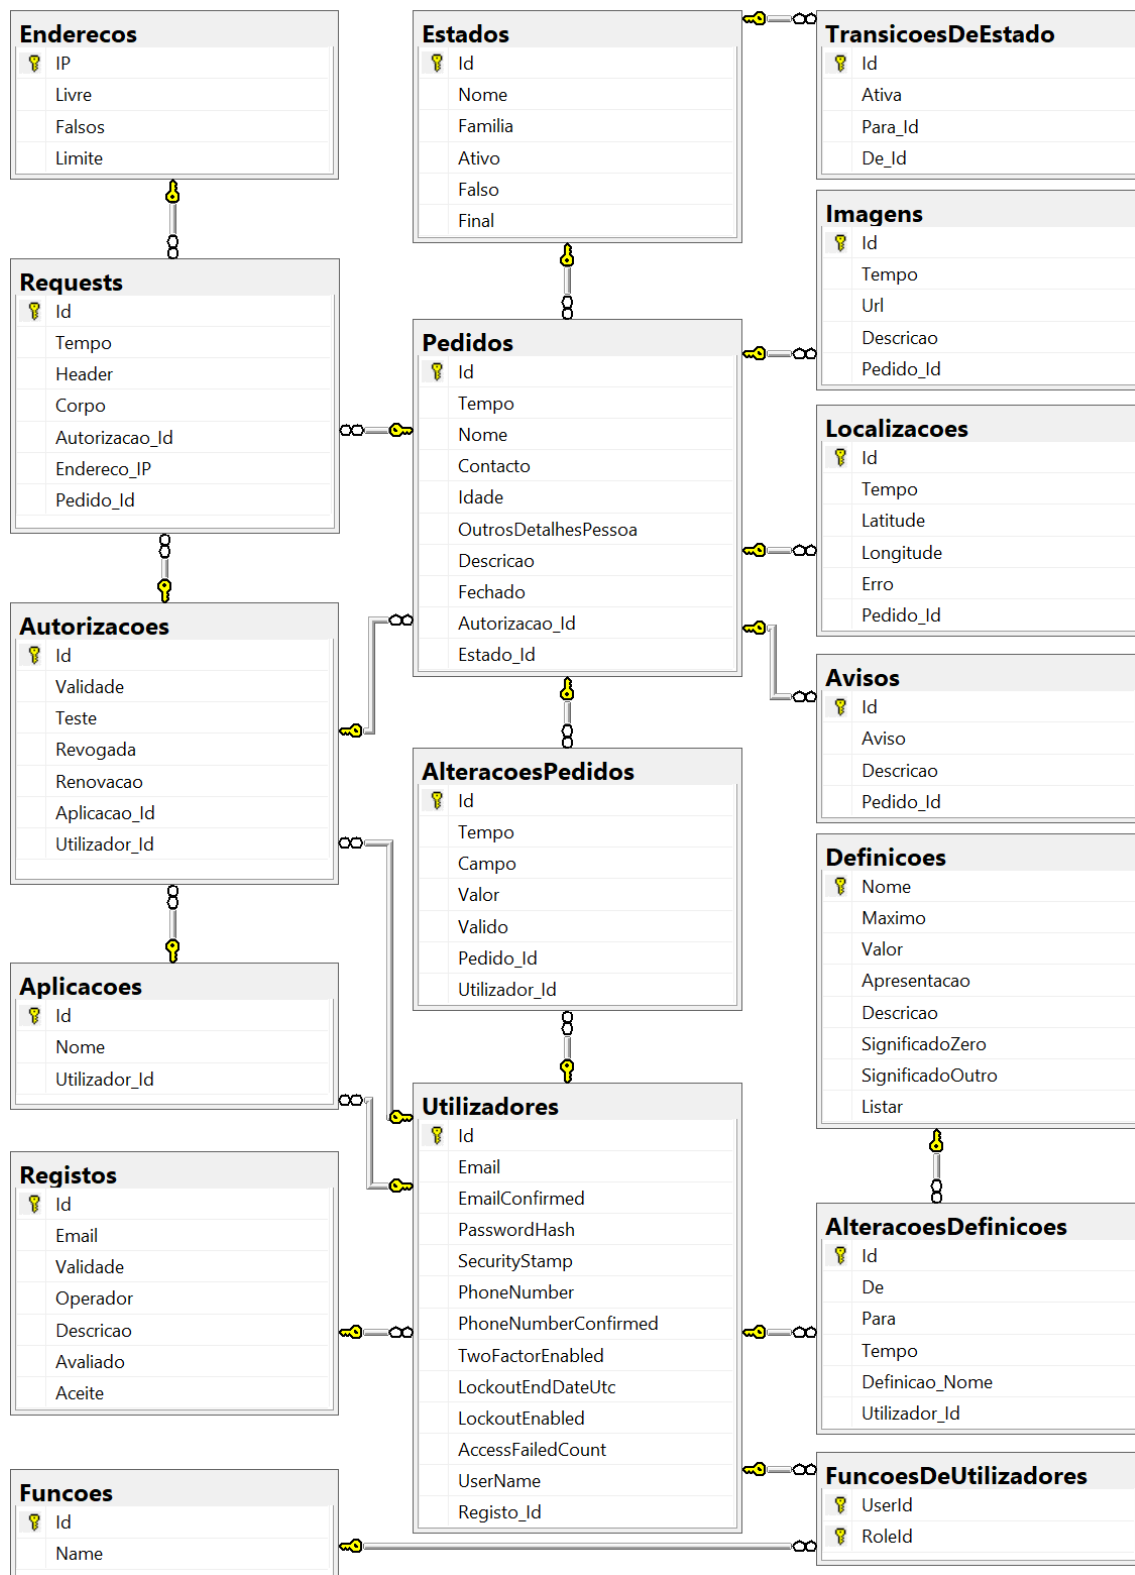 Enderecos
IP
Livre
Falsos
Limite
Requests
Id
Tempo
Header
Corpo
Autorizacao_Id
Endereco_IP
Pedido_Id
Autorizacoes
Id
Validade
Teste
Revogada
Renovacao
Aplicacao_Id
Utilizador_Id
Aplicacoes
Id
Nome
Utilizador_Id
Registos
Id
Email
Validade
Operador
Descricao
Avaliado
Aceite
Funcoes
Id
Name
Estados
Id
Nome
Familia
Ativo
Falso
Final
Pedidos
Id
Tempo
Nome
Contacto
Idade
OutrosDetalhesPessoa
Descricao
Fechado
Autorizacao_Id
Estado_Id
AlteracoesPedidos
Id
Tempo
Campo
Valor
Valido
Pedido_Id
Utilizador_Id
Utilizadores
Id
Email
EmailConfirmed
PasswordHash
SecurityStamp
PhoneNumber
PhoneNumberConfirmed
TwoFactorEnabled
LockoutEndDateUtc
LockoutEnabled
AccessFailedCount
UserName
Registo_Id
TransicoesDeEstado
Id
Ativa
Para_Id
De_Id
Imagens
Id
Tempo
Url
Descricao
Pedido_Id
Localizacoes
Id
Tempo
Latitude
Longitude
Erro
Pedido_Id
Avisos
Id
Aviso
Descricao
Pedido_Id
Definicoes
Nome
Maximo
Valor
Apresentacao
Descricao
SignificadoZero
SignificadoOutro
Listar
AlteracoesDefinicoes
Id
De
Para
Tempo
Definicao_Nome
Utilizador_Id
FuncoesDeUtilizadores
UserId
RoleId